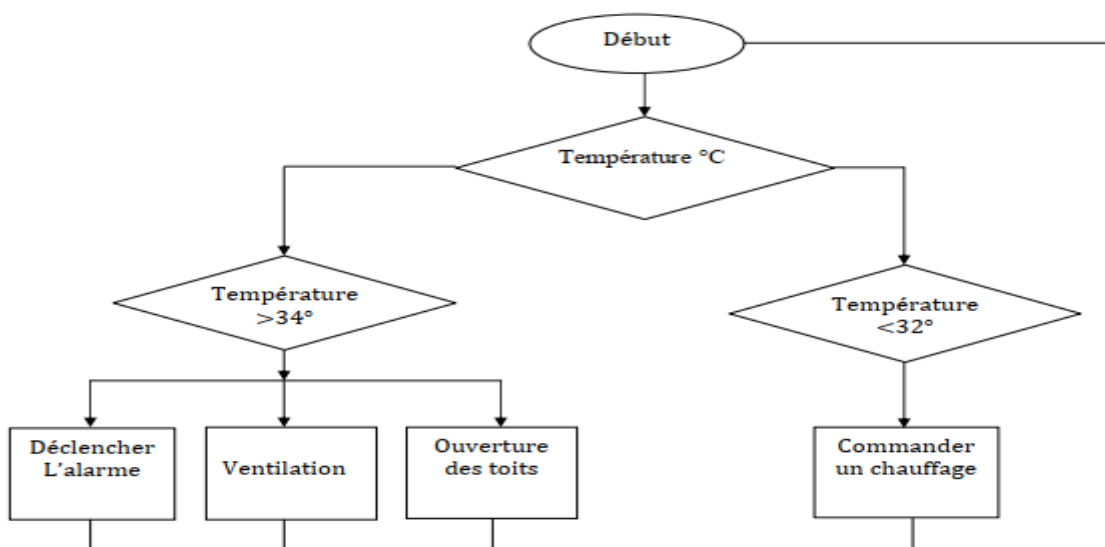 Début
Température °C
Température
>34°
Température
<32°
Déclencher
L'alarme
Ventilation
Ouverture
des toits
Commander
un chauffage